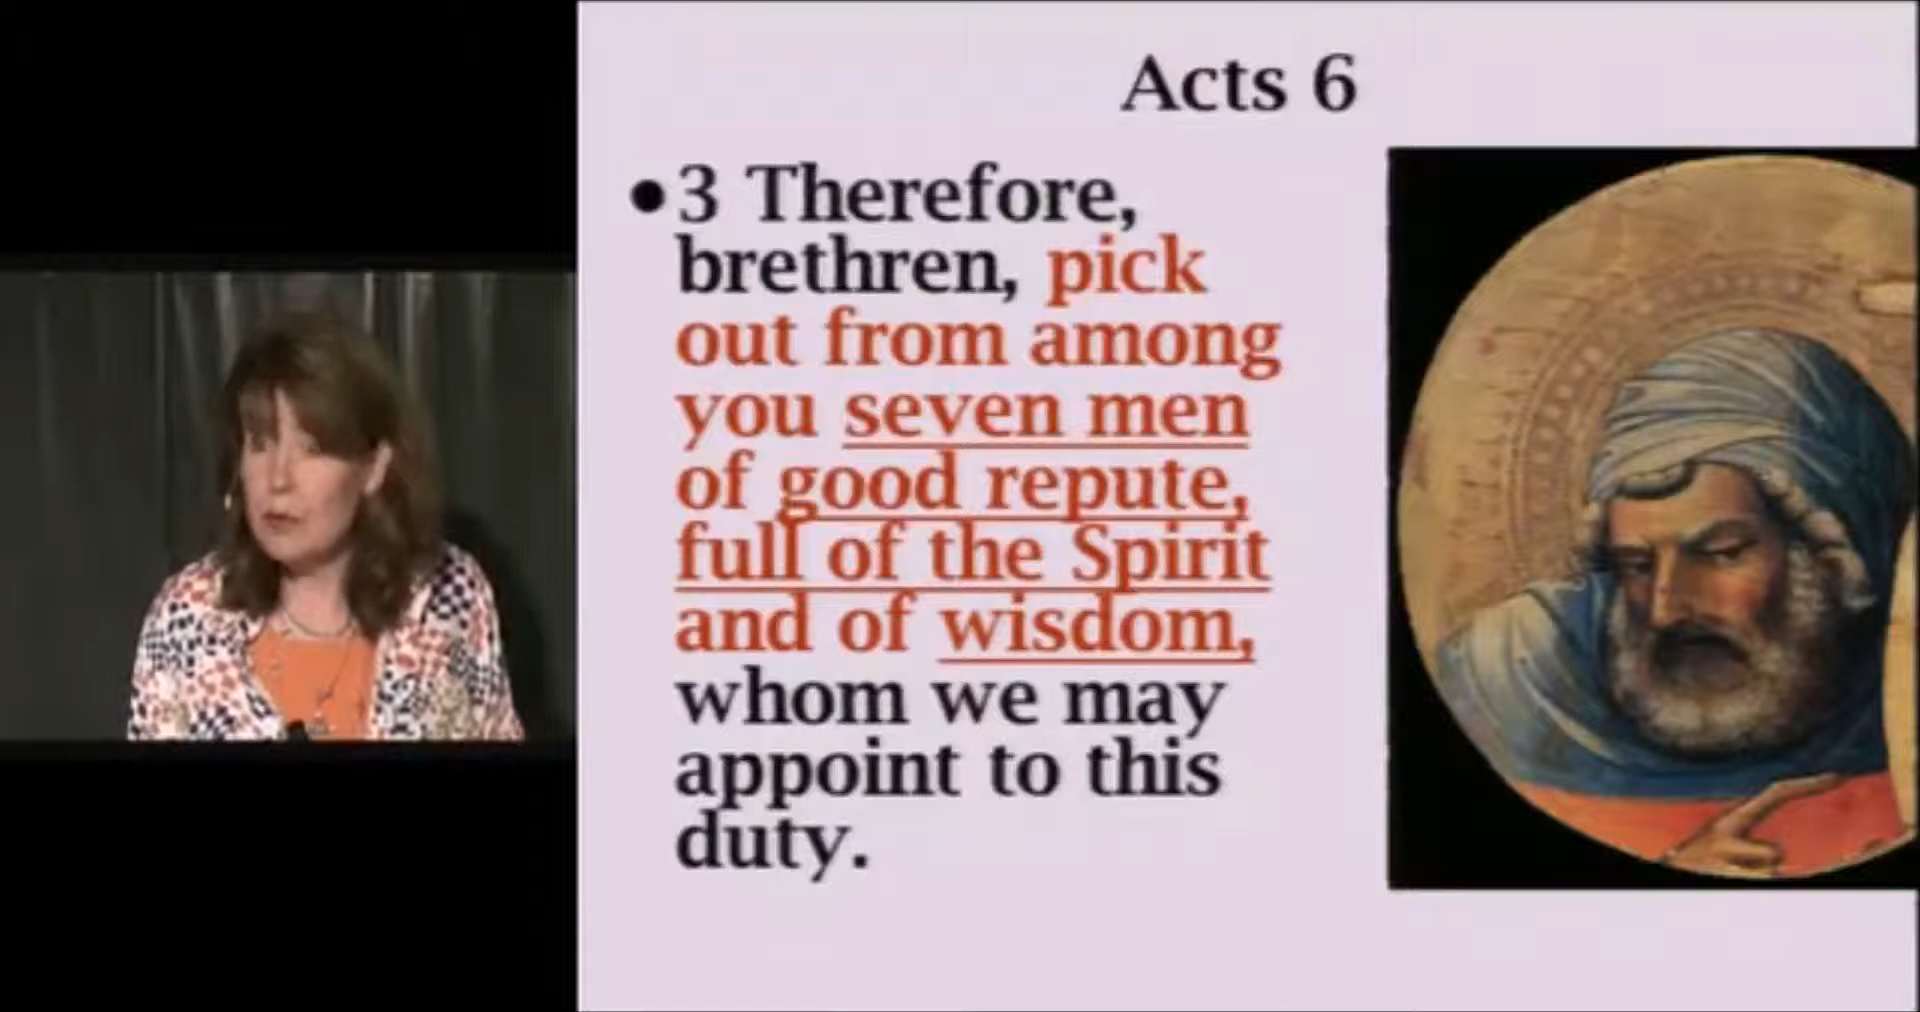 Acts 6
•3 Therefore,
brethren, pick
out from among
you seven men
of good repute,
full of the Spirit
and of wisdom,
whom we may
appoint to this
duty.